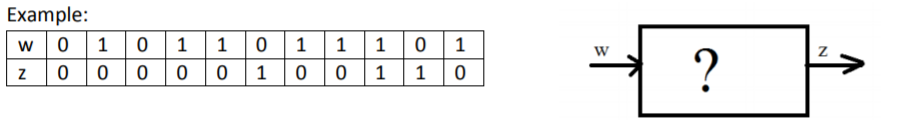 Example:
w 0 1 0 1 1 0 1 1 1 0 1
z 0 0 0 0 0 1 0 0 1 1 0
w ? z